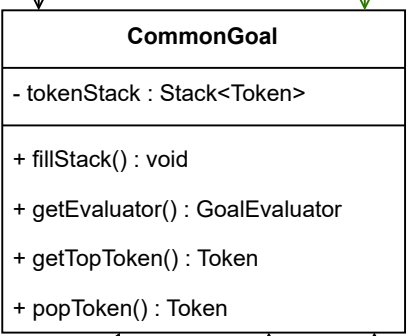 CommonGoal
- tokenStack : Stack<Token>
+ fillStack() : void
+ getEvaluator() : GoalEvaluator
+ getTopToken() : Token
+ popToken() : Token